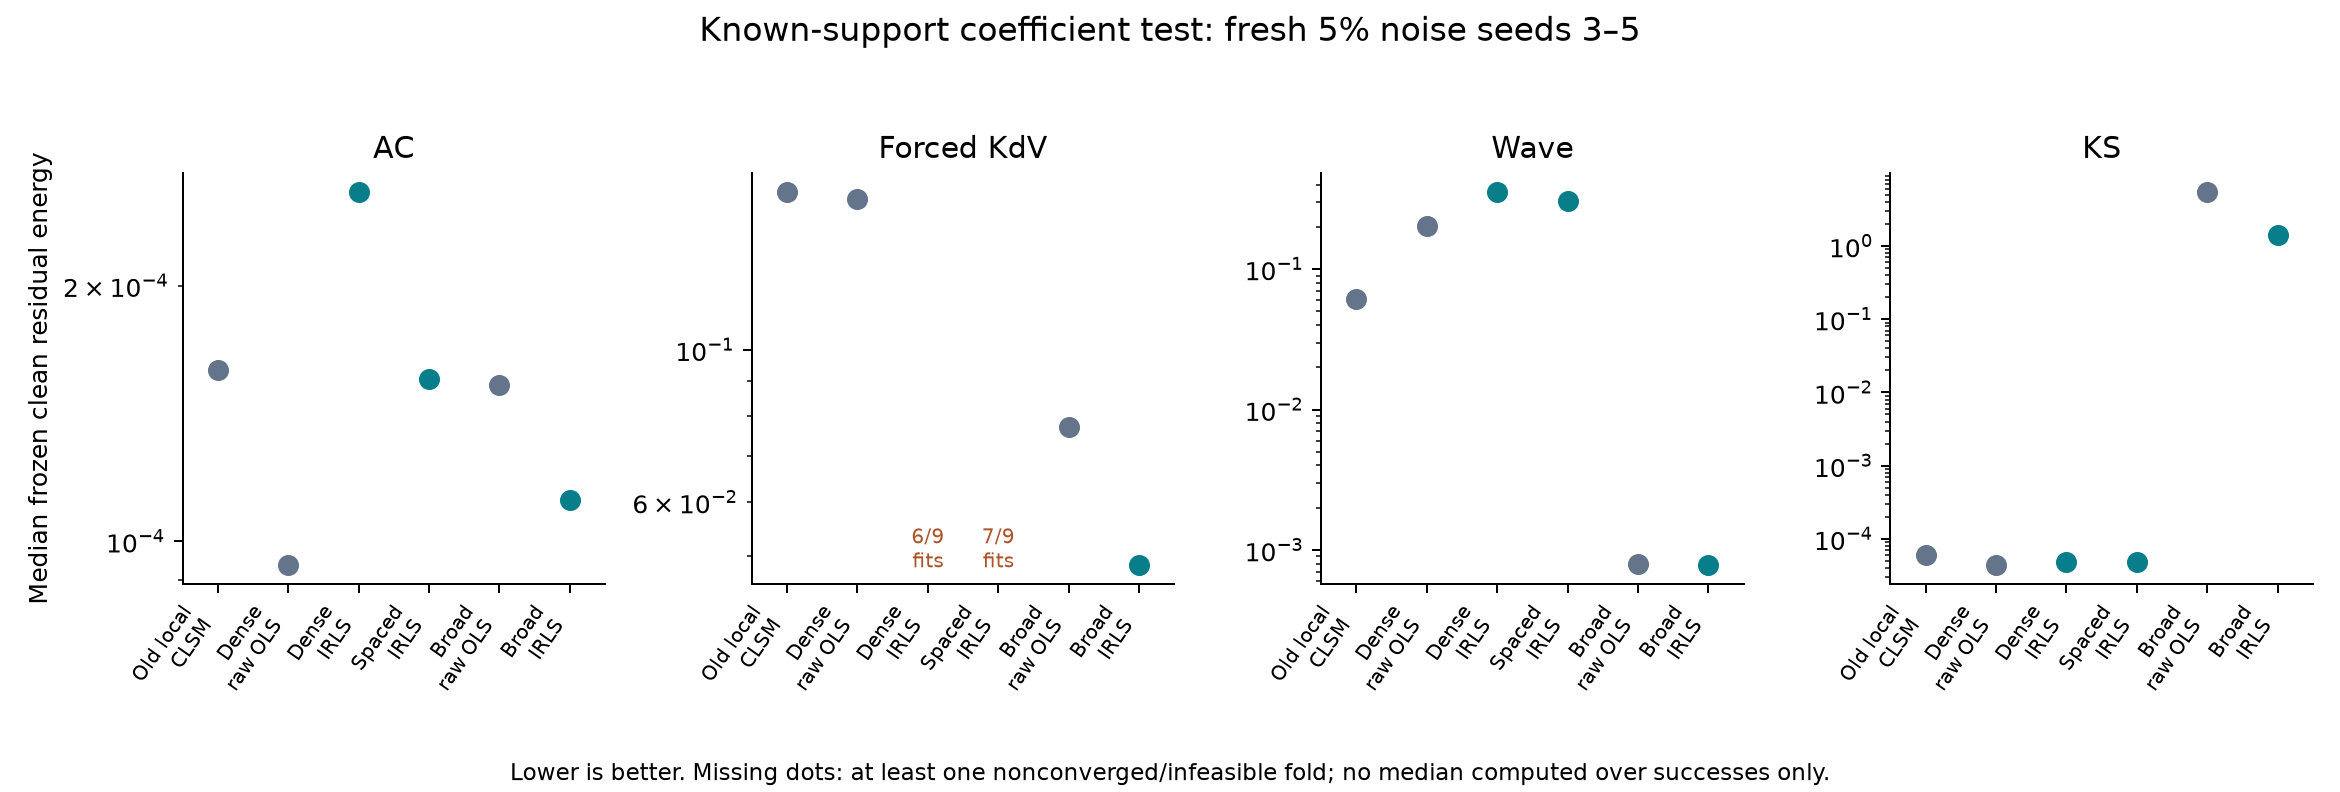 Known-support coefficient test: fresh 5% noise seeds 3–5
Median frozen clean residual energy
AC
2 × 10⁻⁴
10⁻⁴
Old local
CLSM
Dense
raw OLS
Dense
IRLS
Spaced
IRLS
Broad
raw OLS
Broad
IRLS
Forced KdV
10⁻¹
6 × 10⁻²
6/9
fits
7/9
fits
Old local
CLSM
Dense
raw OLS
Dense
IRLS
Spaced
IRLS
Broad
raw OLS
Broad
IRLS
Wave
10⁻¹
10⁻²
10⁻³
Old local
CLSM
Dense
raw OLS
Dense
IRLS
Spaced
IRLS
Broad
raw OLS
Broad
IRLS
KS
10⁰
10⁻¹
10⁻²
10⁻³
10⁻⁴
Old local
CLSM
Dense
raw OLS
Dense
IRLS
Spaced
IRLS
Broad
raw OLS
Broad
IRLS
Lower is better. Missing dots: at least one nonconverged/infeasible fold; no median computed over successes only.